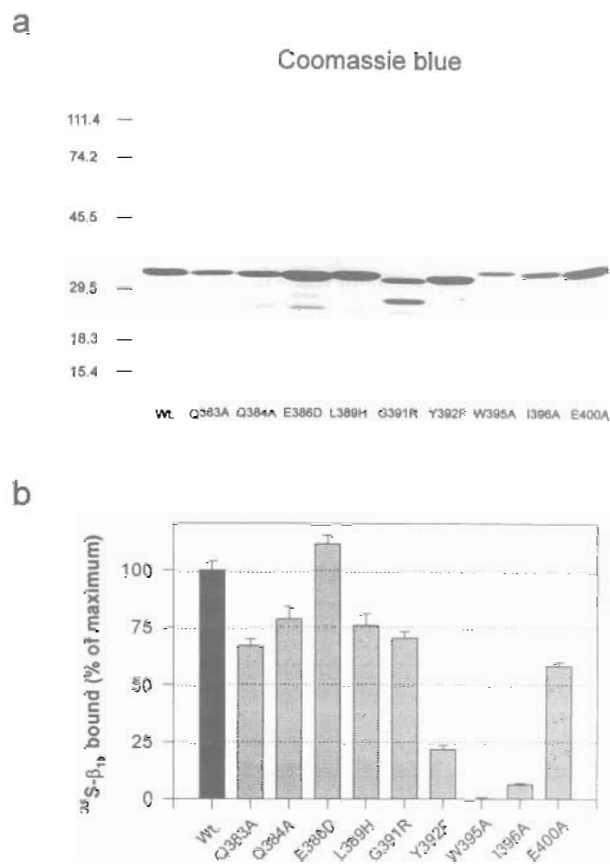 a
Coomassie blue
111.4
74.2
45.5
29.5
18.3
15.4
Wt. Q383A Q384A E386D L389H G391R Y392F W395A I396A E400A
b
³⁵S-β₁ᵦ bound (% of maximum)
100
75
50
25
0
Wt. Q383A Q384A E386D L389H G391R Y392F W395A I396A E400A